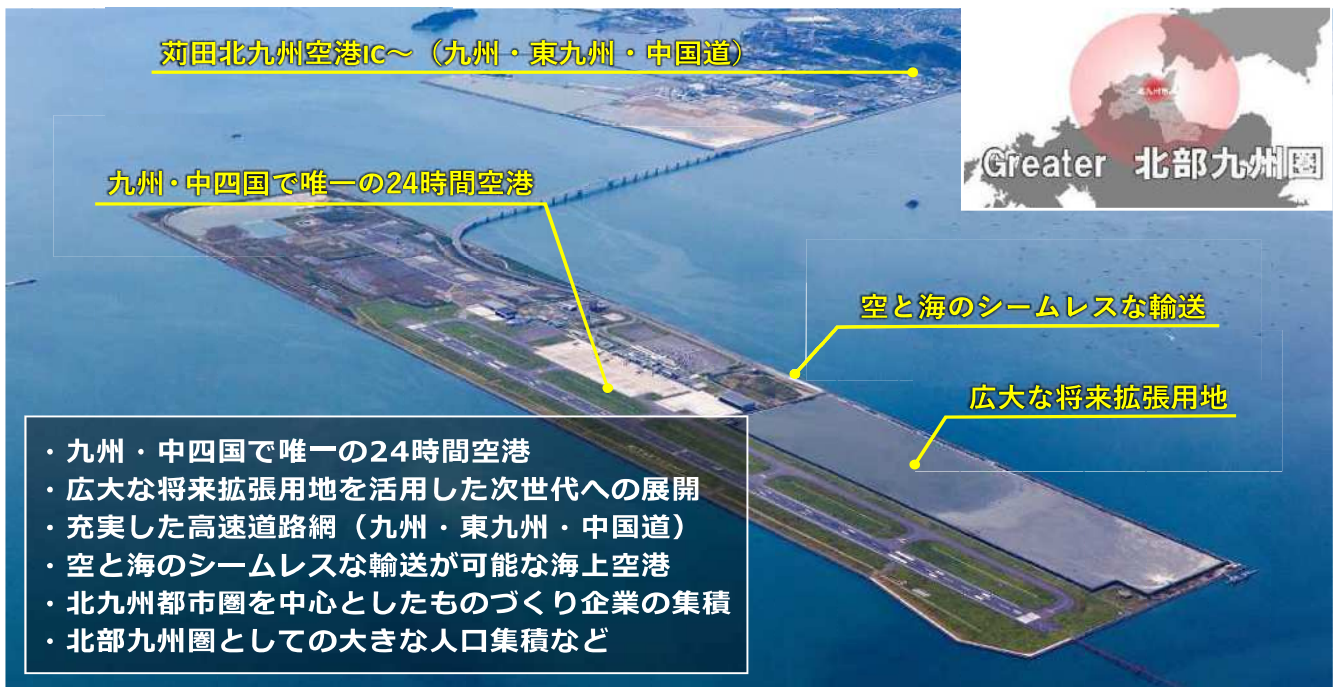 苅田北九州空港IC～（九州・東九州・中国道）
九州・中四国で唯一の24時間空港
北九州市
Greater 北部九州圏
空と海のシームレスな輸送
広大な将来拡張用地
・九州・中四国で唯一の24時間空港
・広大な将来拡張用地を活用した次世代への展開
・充実した高速道路網（九州・東九州・中国道）
・空と海のシームレスな輸送が可能な海上空港
・北九州都市圏を中心としたものづくり企業の集積
・北部九州圏としての大きな人口集積など